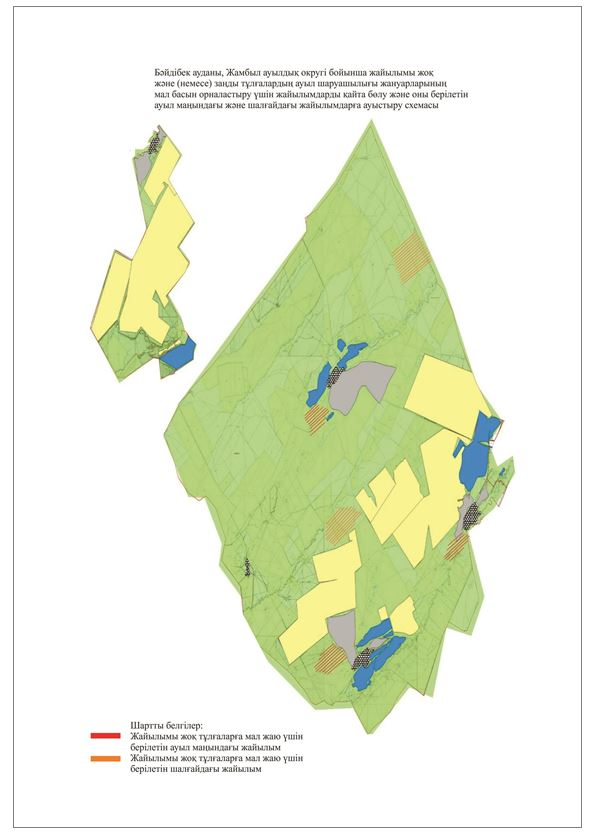 Бәйдібек ауданы, Жамбыл ауылдық округі бойынша жайылымы жоқ
және (немесе) заңды тұлғалардың ауыл шаруашылығы жануарларының
мал басын орналастыру үшін жайылымдарды қайта бөлу және оны берілетін
ауыл маңындағы және шалғайдағы жайылымдарға ауыстыру схемасы
Шартты белгілер:
Жайылымы жоқ тұлғаларға мал жаю үшін
берілетін ауыл маңындағы жайылым
Жайылымы жоқ тұлғаларға мал жаю үшін
берілетін шалғайдағы жайылым